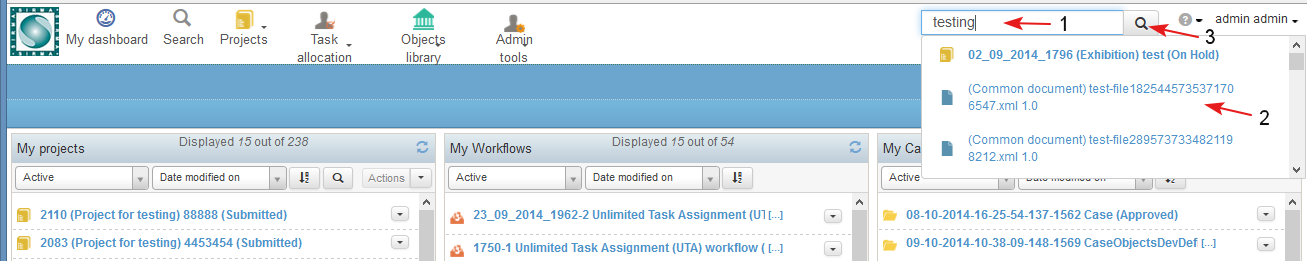 SIRMA
My dashboard
Search
Projects
Task
allocation
Objects
library
Admin
tools
testing
1
3
?
admin admin
02_09_2014_1796 (Exhibition) test (On Hold)
(Common document) test-file182544573537170
6547.xml 1.0
2
(Common document) test-file289573733482119
8212.xml 1.0
My projects
Displayed 15 out of 238
Active
Date modified on
Actions
2110 (Project for testing) 88888 (Submitted)
2083 (Project for testing) 4453454 (Submitted)
My Workflows
Displayed 15 out of 54
Active
Date modified on
23_09_2014_1962-2 Unlimited Task Assignment (UT [...]
1750-1 Unlimited Task Assignment (UTA) workflow ( [...]
My Ca
Active
Date modified on
08-10-2014-16-25-54-137-1562 Case (Approved)
09-10-2014-10-38-09-148-1569 CaseObjectsDevDef [...]